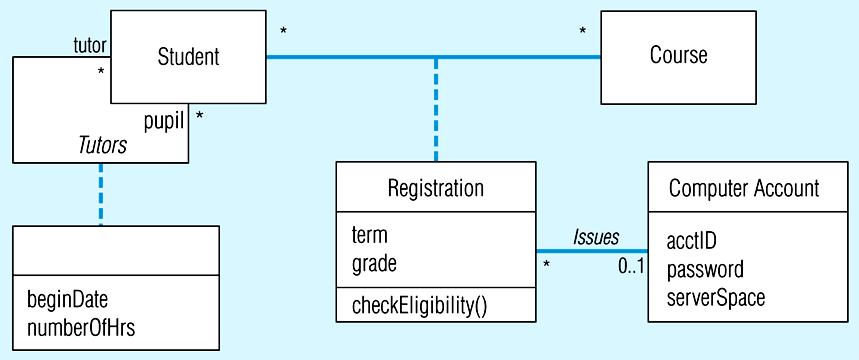 tutor
*
Student
*
*
Course
pupil
*
Tutors
Registration
term
grade
checkEligibility()
Issues
*
0..1
Computer Account
acctID
password
serverSpace
beginDate
numberOfHrs